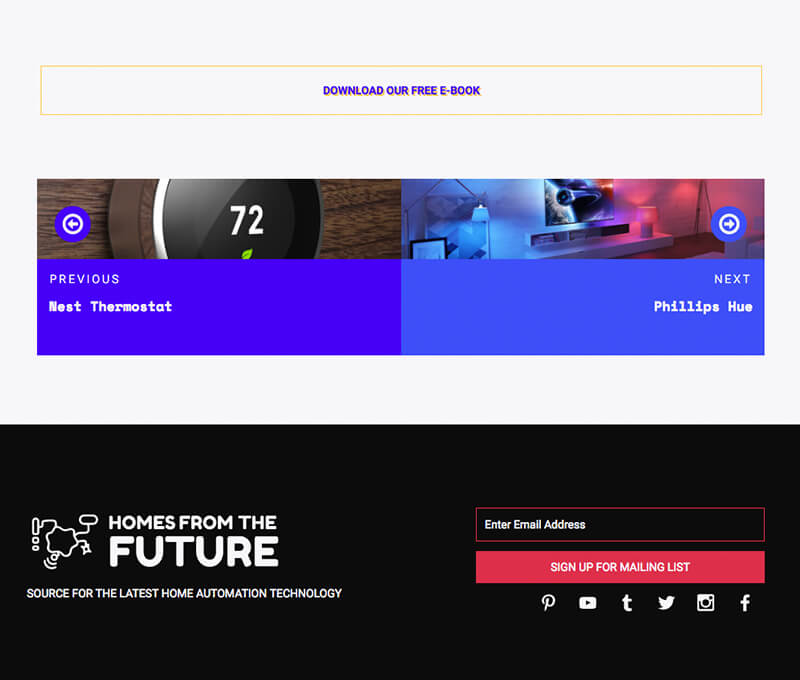 DOWNLOAD OUR FREE E-BOOK
72
PREVIOUS
Nest Thermostat
NEXT
Phillips Hue
HOMES FROM THE
FUTURE
SOURCE FOR THE LATEST HOME AUTOMATION TECHNOLOGY
Enter Email Address
SIGN UP FOR MAILING LIST